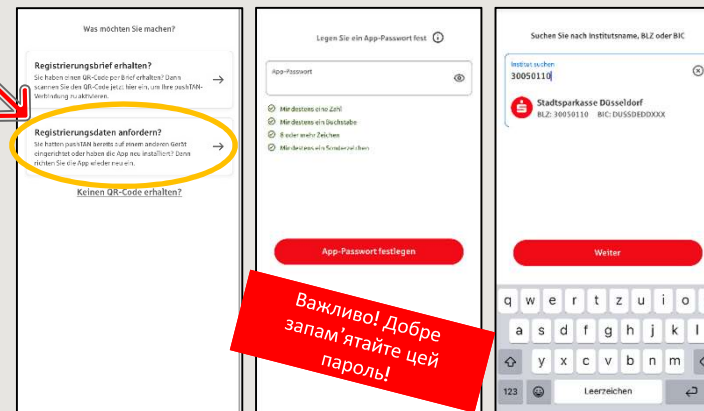 Was möchten Sie machen?
Registrierungsbrief erhalten?
Sie haben einen QR-Code per Brief erhalten? Dann
scannen Sie den QR-Code jetzt hier ein, um Ihre pushTAN-
Verbindung zu aktivieren.
Registrierungsdaten anfordern?
Sie hatten pushTAN bereits auf einem anderen Gerät
eingerichtet oder haben die App neu installiert? Dann
richten Sie die App wieder neu ein.
Keinen QR-Code erhalten?
Legen Sie ein App-Passwort fest
App-Passwort
Mindestens eine Zahl
Mindestens ein Buchstabe
8 oder mehr Zeichen
Mindestens ein Sonderzeichen
App-Passwort festlegen
Важливо! Добре
запам'ятайте цей
пароль!
Suchen Sie nach Institutsname, BLZ oder BIC
Institut suchen
30050110
Stadtsparkasse Düsseldorf
BLZ: 30050110 BIC: DUSSDEDDXXX
Weiter
q w e r t z u i o
a s d f g h j k l
y x c v b n m
123 Leerzeichen